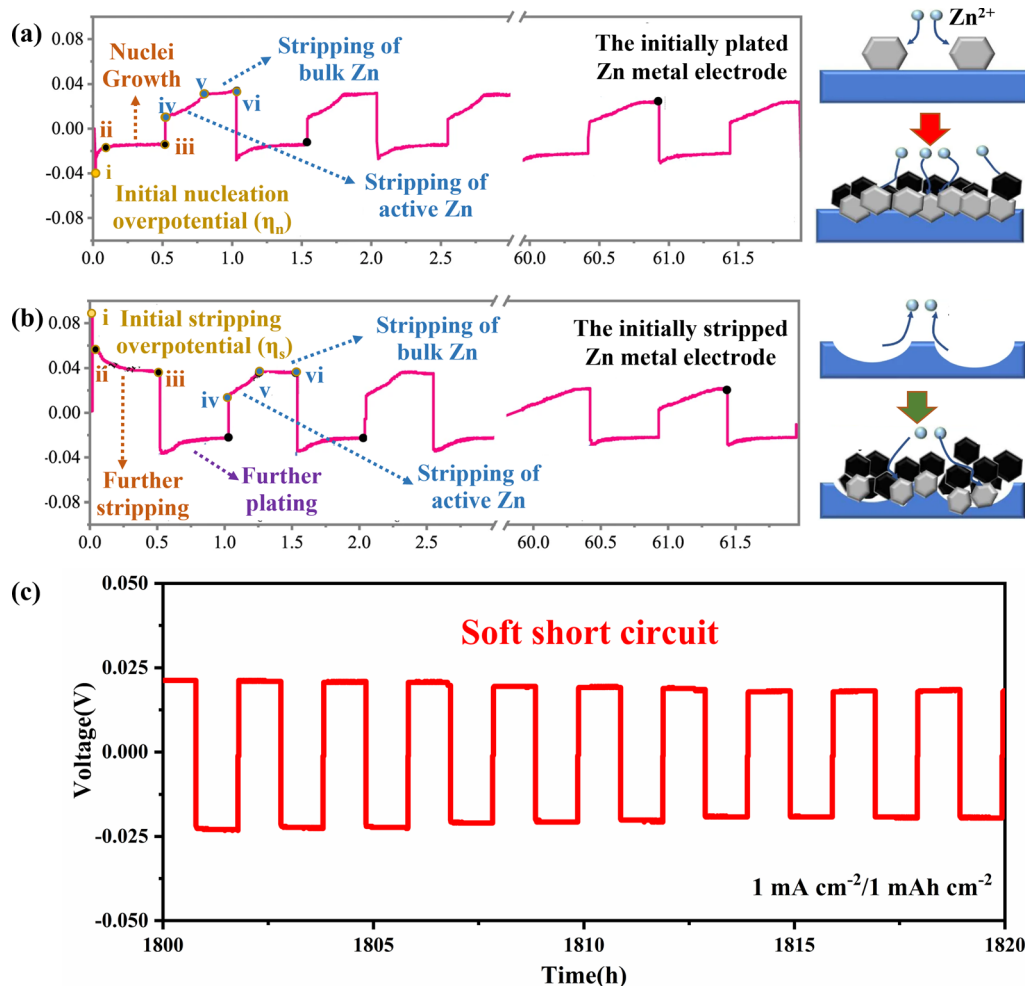 (a)
0.08
0.04
0.00
-0.04
-0.08
Nuclei
Growth
ii
i
iii
iv
v
vi
Stripping of
bulk Zn
Initial nucleation
overpotential (ηn)
Stripping of
active Zn
The initially plated
Zn metal electrode
Zn2+
0.0 0.5 1.0 1.5 2.0 2.5 60.0 60.5 61.0 61.5
(b)
0.08
0.04
0.00
-0.04
-0.08
i
ii
iii
iv
v
vi
Initial stripping
overpotential (ηs)
Stripping of
bulk Zn
The initially stripped
Zn metal electrode
Further
stripping
Further
plating
Stripping of
active Zn
0.0 0.5 1.0 1.5 2.0 2.5 60.0 60.5 61.0 61.5
(c)
0.050
0.025
0.000
-0.025
-0.050
Voltage(V)
Soft short circuit
1 mA cm-2/1 mAh cm-2
1800 1805 1810 1815 1820
Time(h)